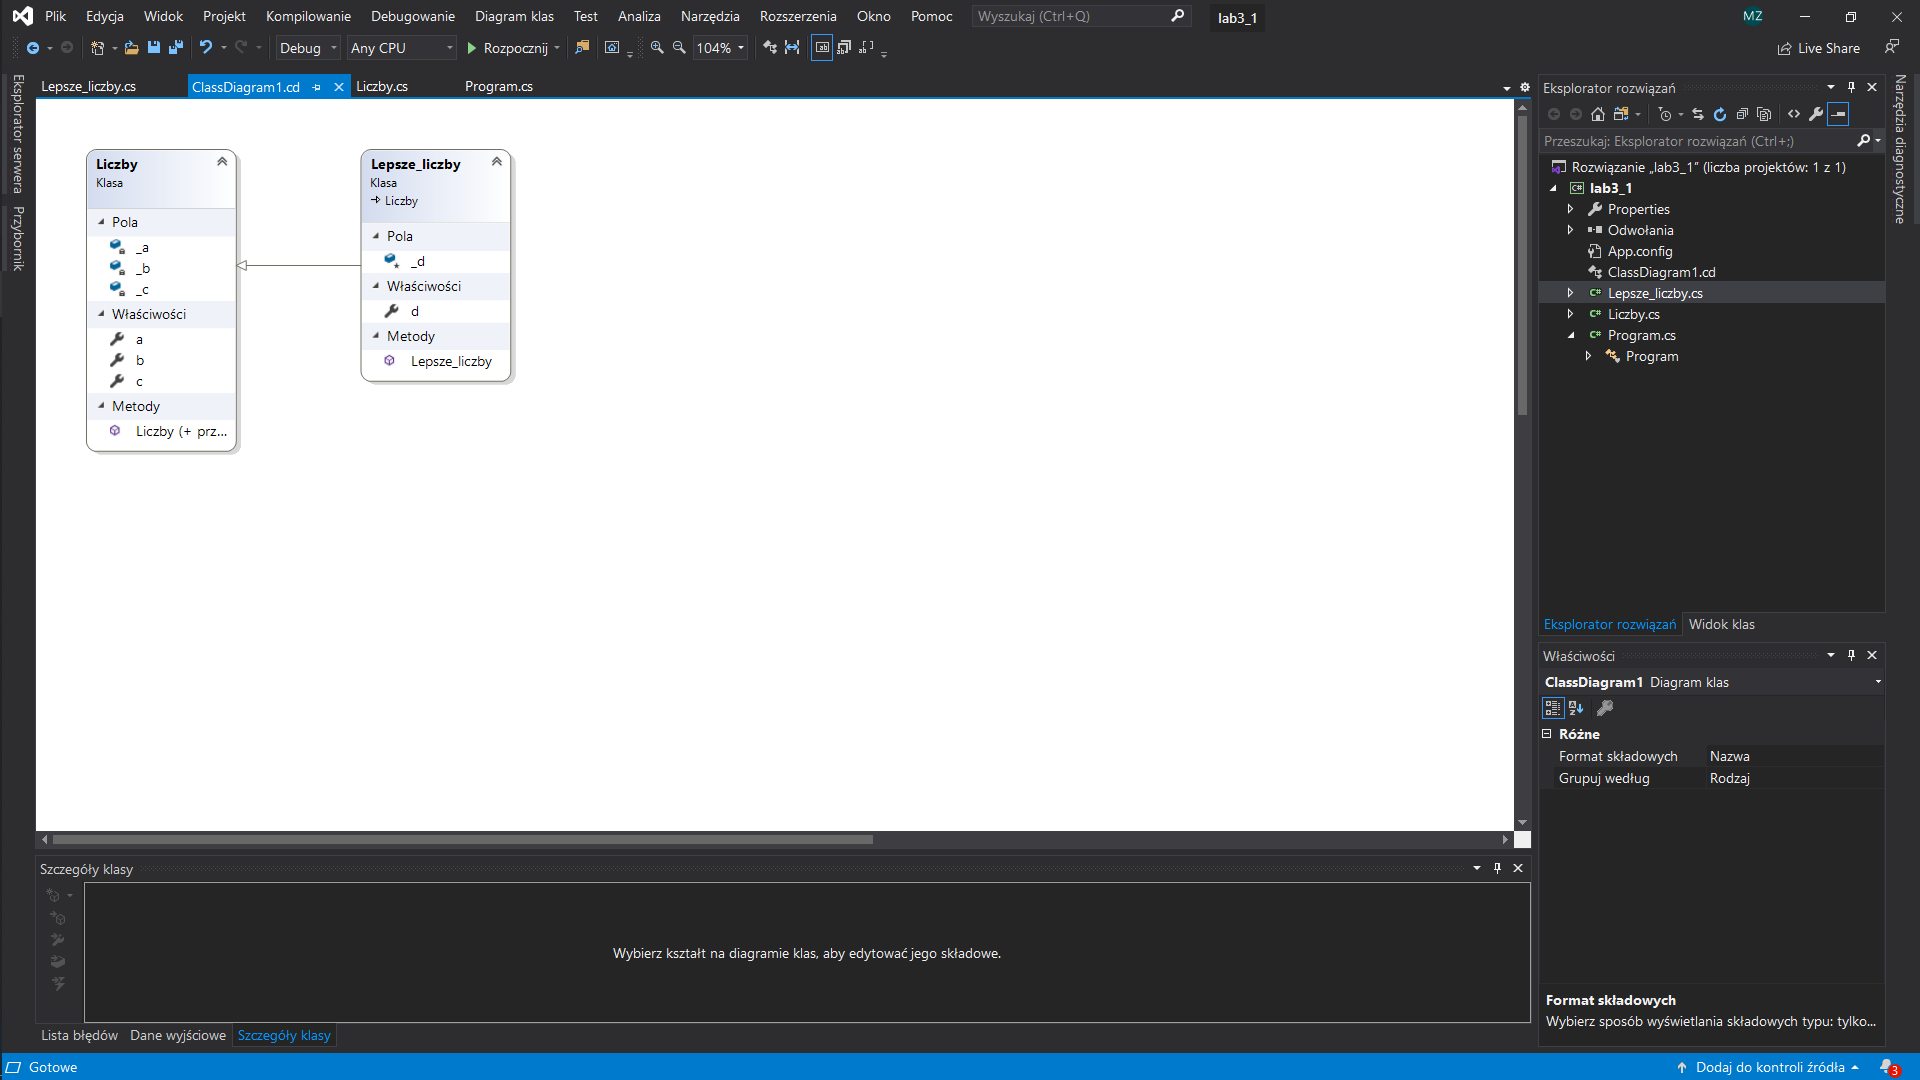 Plik Edycja Widok Projekt Kompilowanie Debugowanie Diagram klas Test Analiza Narzędzia Rozszerzenia Okno Pomoc Wyszukaj (Ctrl+Q) lab3_1 MZ
Debug Any CPU Rozpocznij 104% Live Share
Eksplorator serwera
Przybornik
Lepsze_liczby.cs ClassDiagram1.cd Liczby.cs Program.cs
Liczby
Klasa
Pola
_a
_b
_c
Właściwości
a
b
c
Metody
Liczby (+ prz...
Lepsze_liczby
Klasa
Liczby
Pola
_d
Właściwości
d
Metody
Lepsze_liczby
Szczegóły klasy
Wybierz kształt na diagramie klas, aby edytować jego składowe.
Lista błędów Dane wyjściowe Szczegóły klasy
Eksplorator rozwiązań
Przeszukaj: Eksplorator rozwiązań (Ctrl+;)
Rozwiązanie „lab3_1” (liczba projektów: 1 z 1)
lab3_1
Properties
Odwołania
App.config
ClassDiagram1.cd
Lepsze_liczby.cs
Liczby.cs
Program.cs
Program
Eksplorator rozwiązań Widok klas
Właściwości
ClassDiagram1 Diagram klas
Różne
Format składowych Nazwa
Grupuj według Rodzaj
Format składowych
Wybierz sposób wyświetlania składowych typu: tylko...
Narzędzia diagnostyczne
Gotowe
Dodaj do kontroli źródła 3